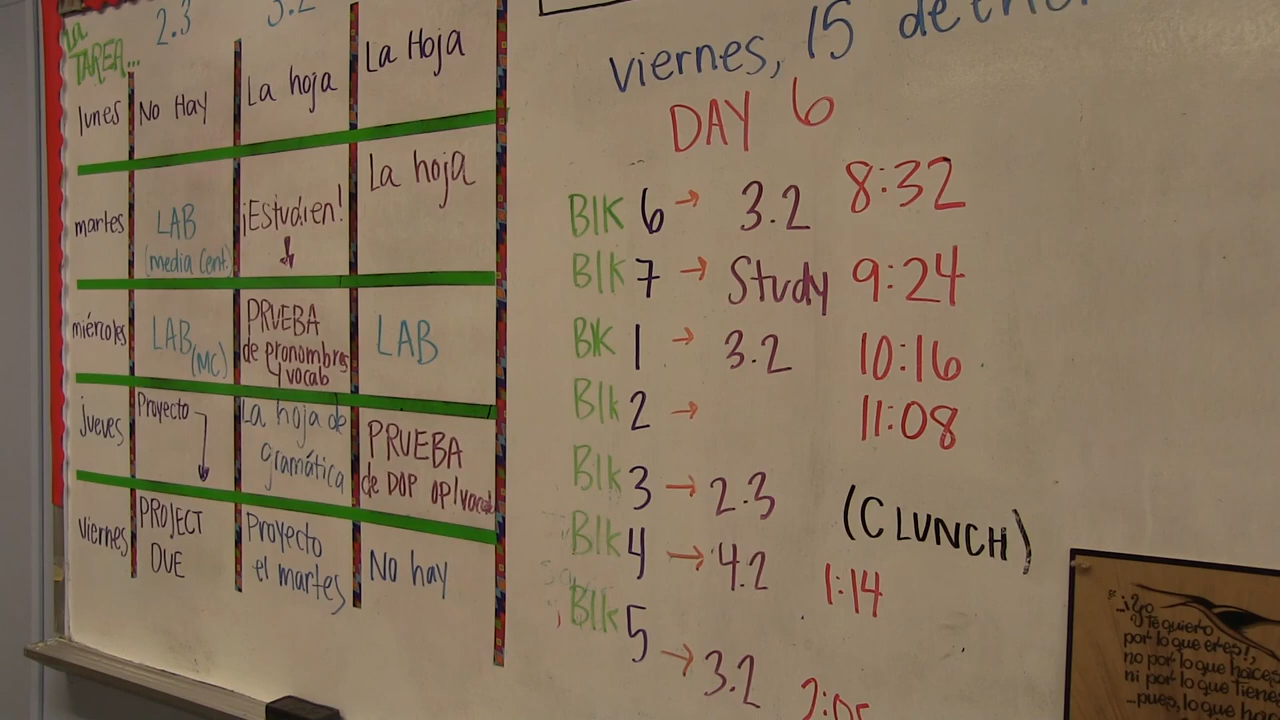 la
TAREA...
2.3
3.2
lunes
No Hay
La hoja
La Hoja
martes
LAB
(media Cent.)
¡Estudien!
La hoja
miércoles
LAB (MC)
PRUEBA
de pronombres
y vocab
LAB
jueves
Proyecto
La hoja de
gramática
PRUEBA
de DOP OP/vocab
viernes
PROJECT
DUE
Proyecto
el martes
No hay
viernes, 15 de
DAY 6
Blk 6 → 3.2 8:32
Blk 7 → Study 9:24
Blk 1 → 3.2 10:16
Blk 2 → 11:08
Blk 3 → 2.3
(C LUNCH)
Blk 4 → 4.2 1:14
Blk 5 → 3.2 2:05
...¡Yo
Te quiero
por lo que eres!,
no por lo que haces
ni por lo que tienes
...pues, lo que